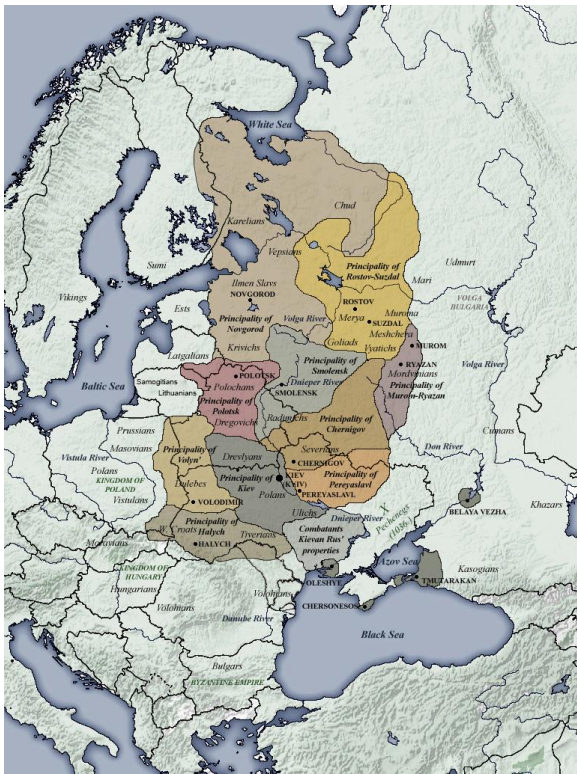 White Sea
Chud
Karelians
Vepsians
Udmurt
Sumi
Principality of
Rostov-Suzdal
Mari
Ilmen Slavs
NOVGOROD
Vikings
ROSTOV
VOLGA
BULGARIA
Ests
Principality of
Novgorod
Volga River
Merya
SUZDAL
Muroma
Meshchera
Goliads
Vyatichs
MUROM
Krivichs
Latgallians
Principality of
Smolensk
RYAZAN
Volga River
Mordvinians
POLOTSK
Polochans
Dnieper River
Principality of
Murom-Ryazan
Baltic Sea
Samogitians
Lithuanians
SMOLENSK
Principality of
Polotsk
Radimichs
Principality of
Chernigov
Dregovichs
Prussians
Cumans
Masovians
Drevlyans
Severians
Don River
Principality of
Volyn'
Vistula River
CHERNIGOV
Polans
KINGDOM OF
POLAND
Dulebes
Principality of
Kiev
KIEV
(KYIV)
Principality of
Pereyaslavl
Vistulans
VOLODIMIR
Polans
PEREYASLAVL
Khazars
BELAYA VEZHA
Ulichs
Dnieper River
X
Pechenegs
(1036.)
W. Croats
Principality of
Halych
Tiverians
Combatants
Kievan Rus'
properties
Moravians
HALYCH
Azov Sea
Kasogians
KINGDOM OF
HUNGARY
OLESHYE
TMUTARAKAN
Hungarians
Volomans
CHERSONESOS
Volomans
Danube River
Black Sea
Bulgars
BYZANTINE EMPIRE